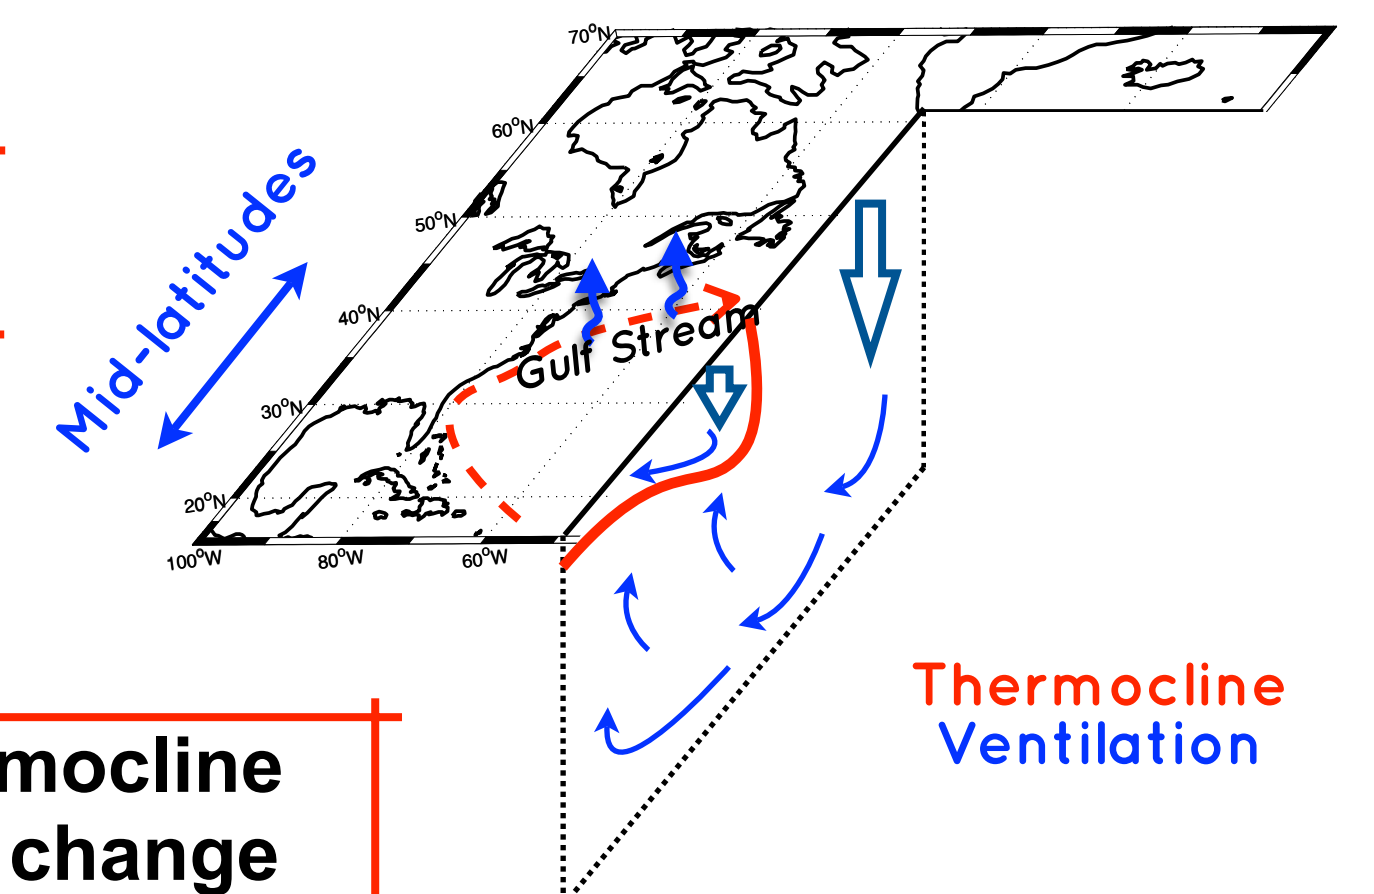 70°N
60°N
50°N
40°N
30°N
20°N
100°W
80°W
60°W
Mid-latitudes
Gulf Stream
Thermocline
Ventilation
mocline
change